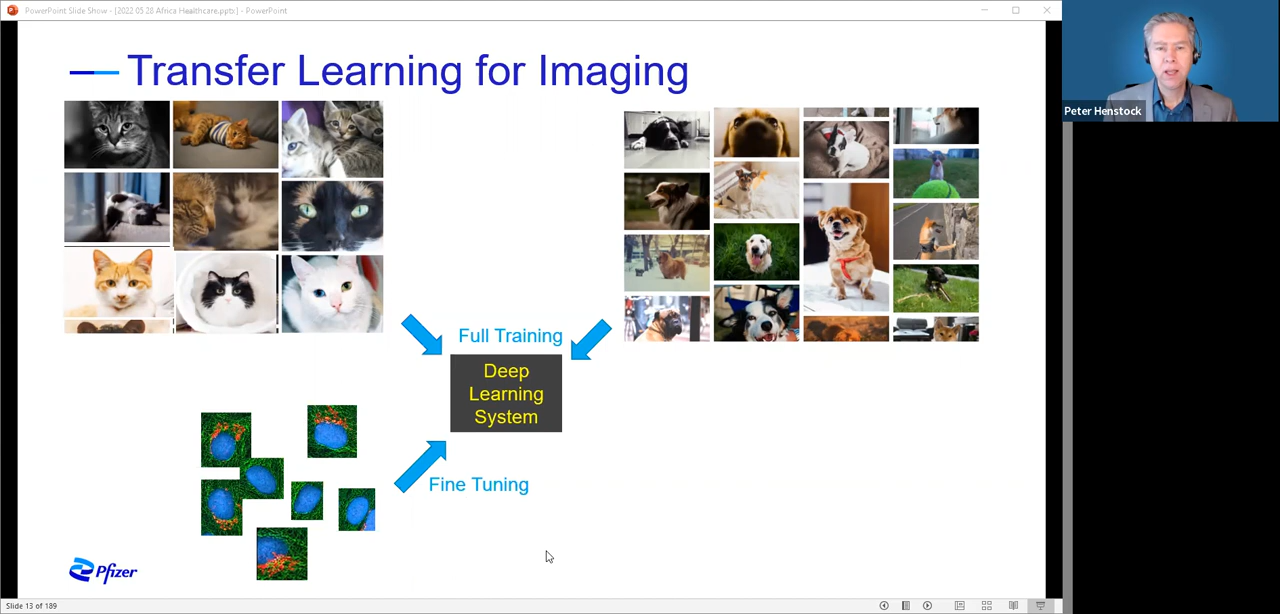 PowerPoint Slide Show - [2022 05 28 Africa Healthcare.pptx] - PowerPoint
Transfer Learning for Imaging
Peter Henstock
Full Training
Deep
Learning
System
Fine Tuning
Pfizer
Slide 13 of 189